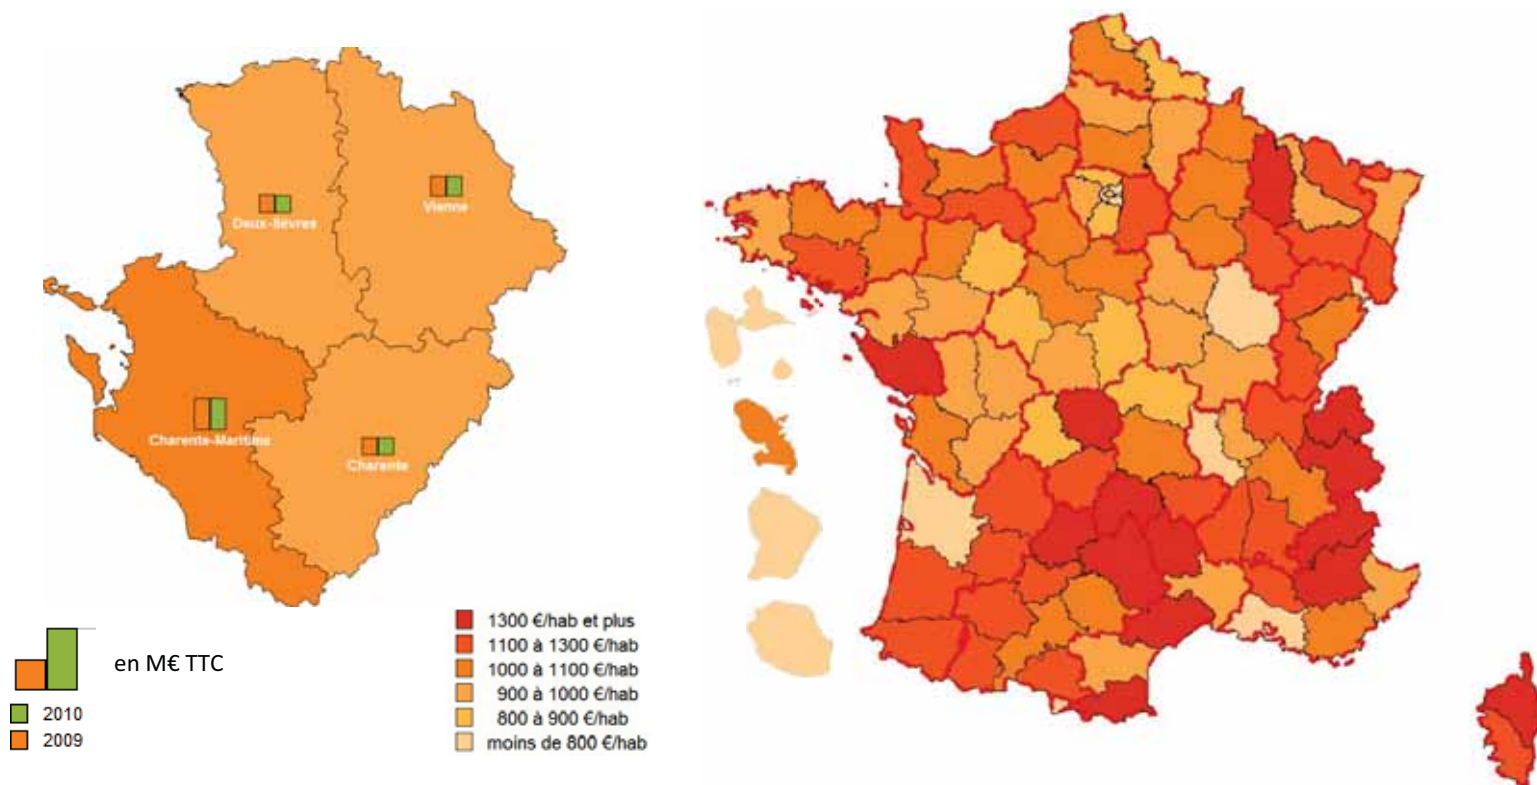 Deux-Sèvres
Vienne
Charente-Maritime
Charente
en M€ TTC
2010
2009
1300 €/hab et plus
1100 à 1300 €/hab
1000 à 1100 €/hab
900 à 1000 €/hab
800 à 900 €/hab
moins de 800 €/hab